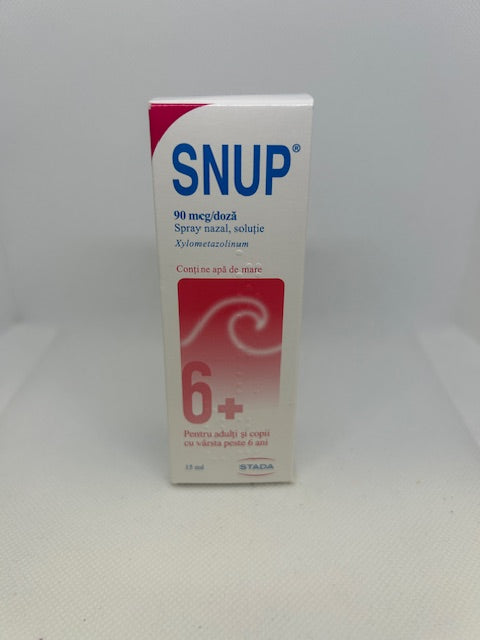 SNUP®
90 mcg/doză
Spray nazal, soluție
Xylometazolinum
Conține apă de mare
6+
Pentru adulți și copii
cu vârsta peste 6 ani
15 ml
STADA